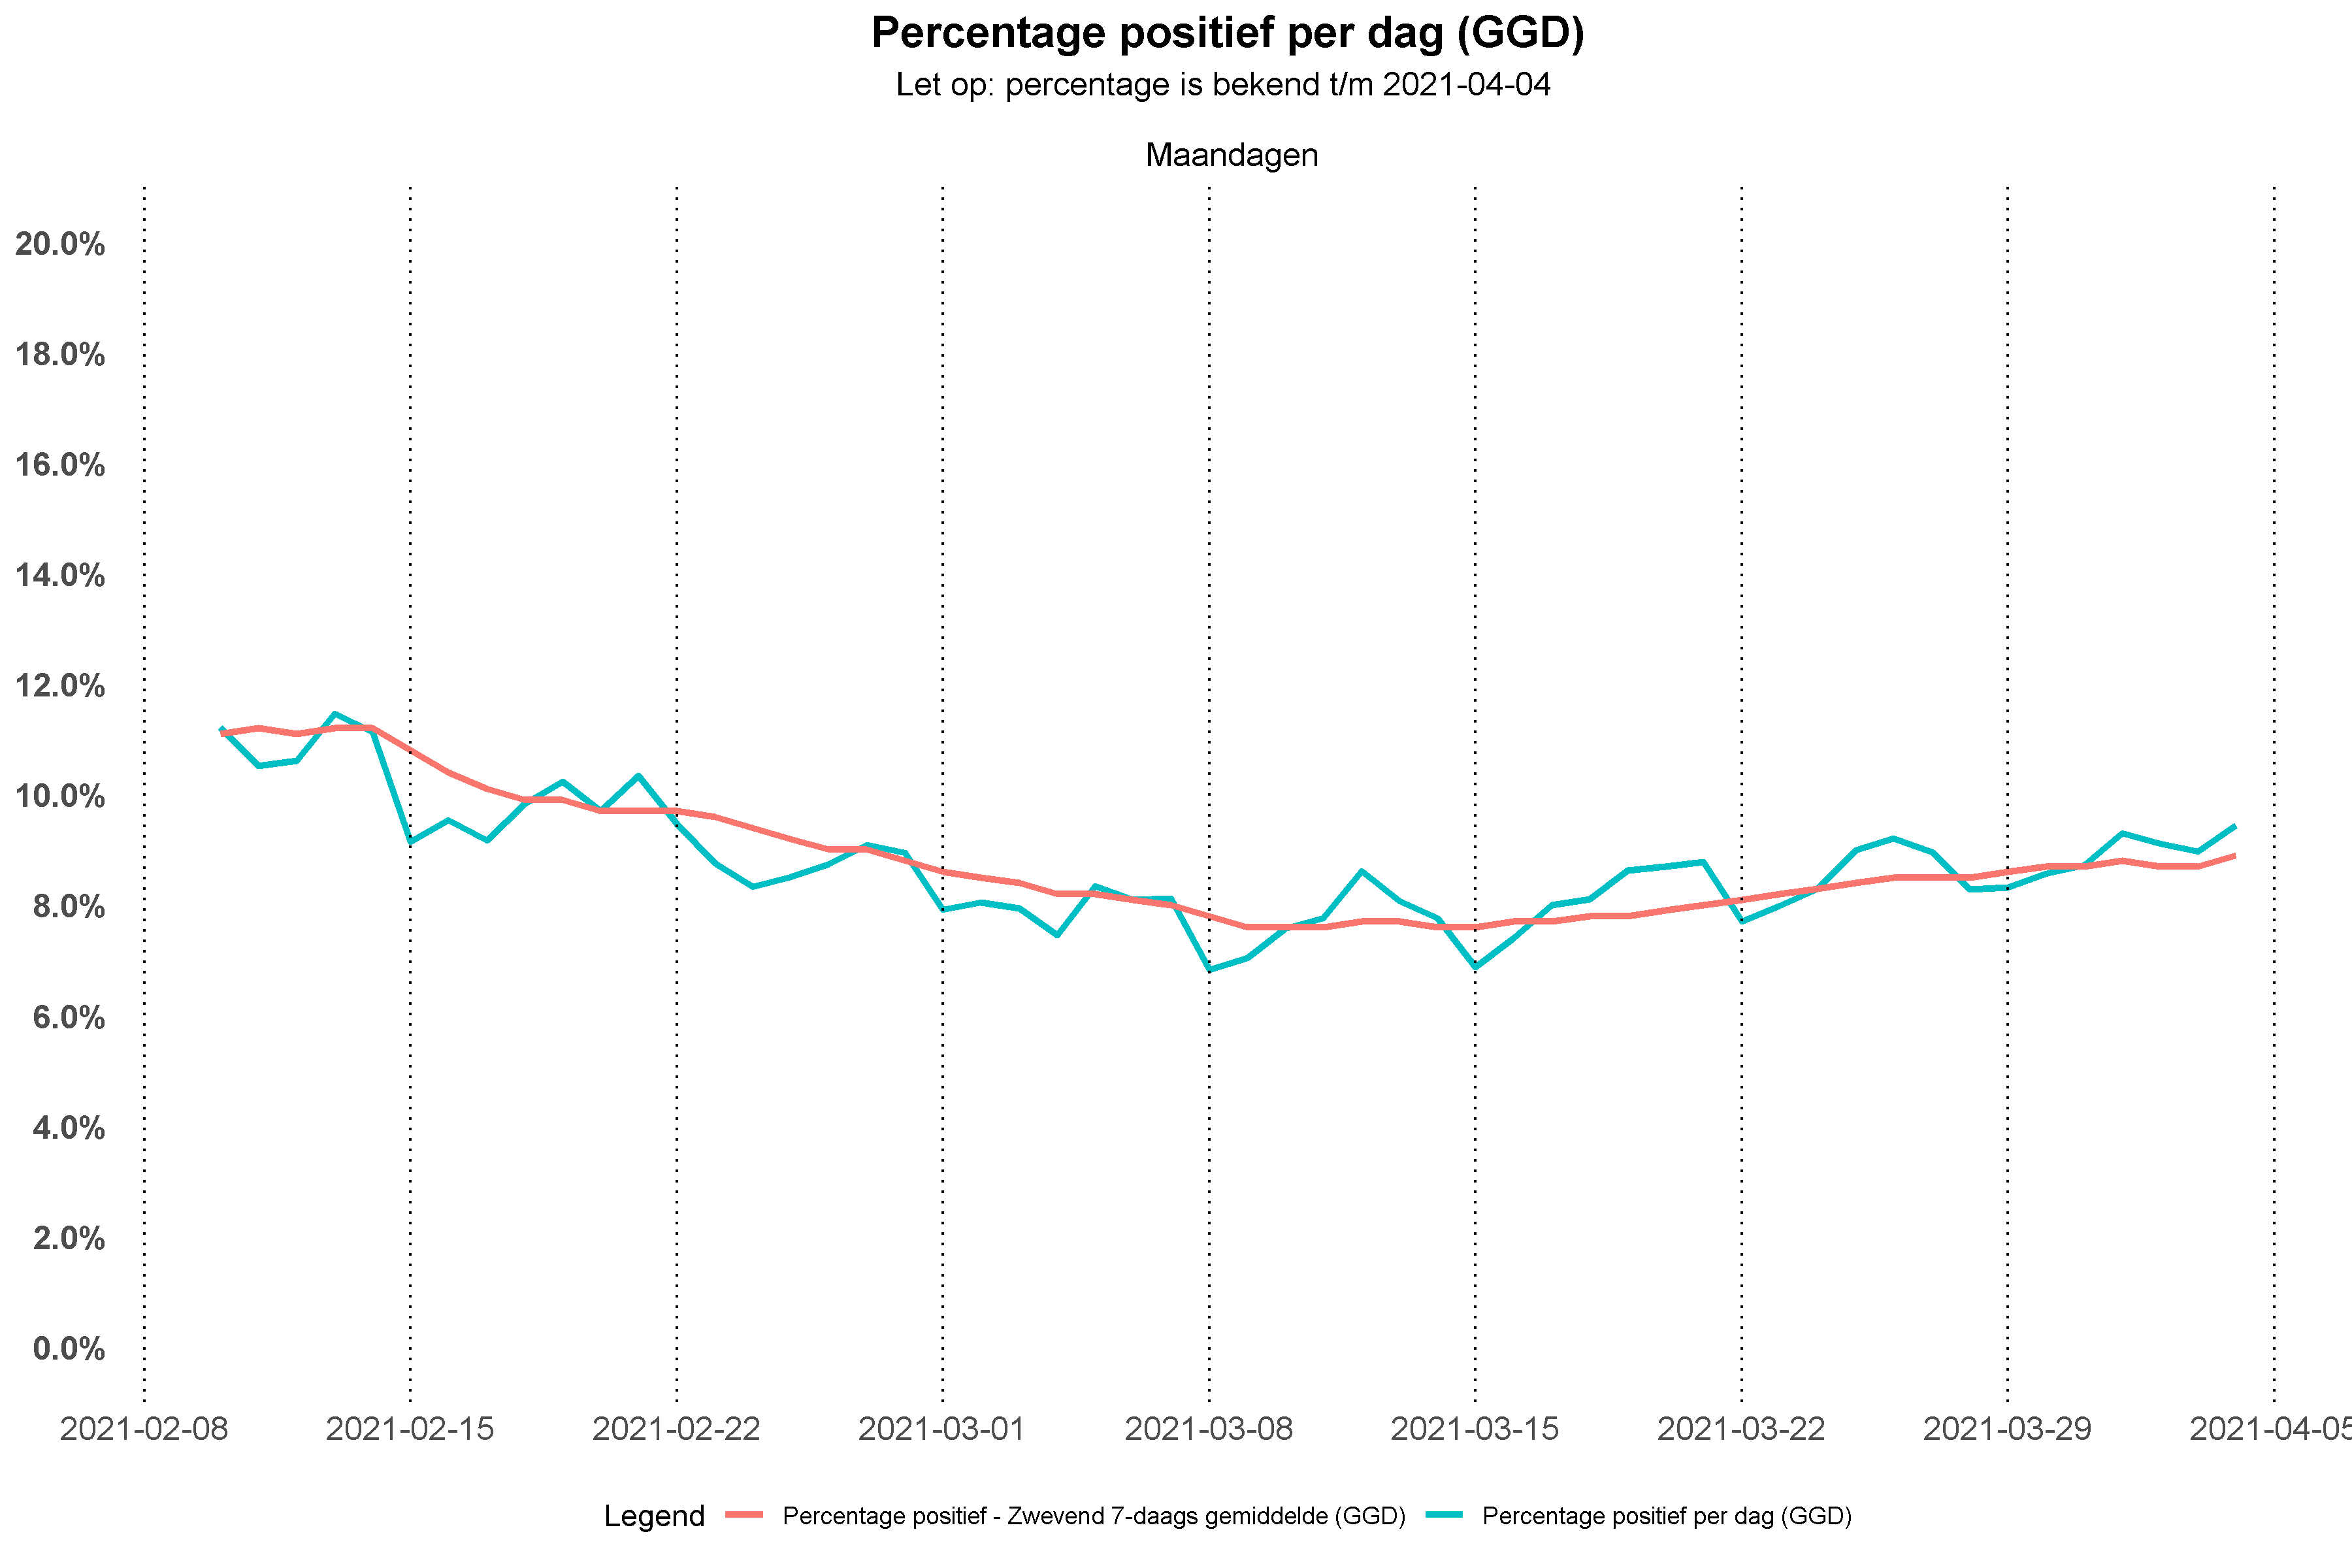 Percentage positief per dag (GGD)
Let op: percentage is bekend t/m 2021-04-04
Maandagen
20.0%
18.0%
16.0%
14.0%
12.0%
10.0%
8.0%
6.0%
4.0%
2.0%
0.0%
2021-02-08 2021-02-15 2021-02-22 2021-03-01 2021-03-08 2021-03-15 2021-03-22 2021-03-29 2021-04-05
Legend Percentage positief - Zwevend 7-daags gemiddelde (GGD) Percentage positief per dag (GGD)